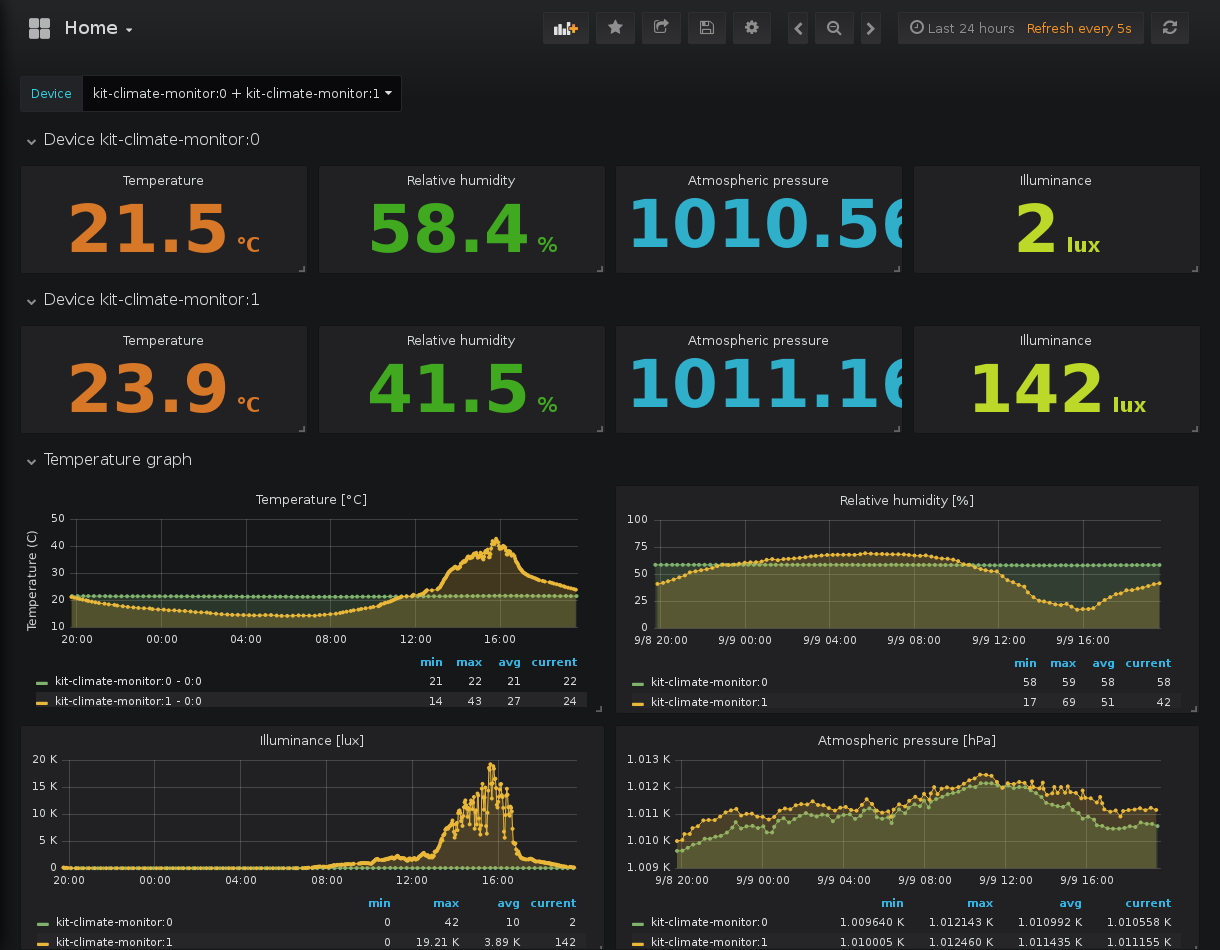 Home
Last 24 hours Refresh every 5s
Device kit-climate-monitor:0 + kit-climate-monitor:1
Device kit-climate-monitor:0
Temperature Relative humidity Atmospheric pressure Illuminance
21.5 °C 58.4 % 1010.56 2 lux
Device kit-climate-monitor:1
Temperature Relative humidity Atmospheric pressure Illuminance
23.9 °C 41.5 % 1011.16 142 lux
Temperature graph
Temperature [°C]
Temperature (C)
50
40
30
20
10
20:00 00:00 04:00 08:00 12:00 16:00
min max avg current
kit-climate-monitor:0 - 0:0 21 22 21 22
kit-climate-monitor:1 - 0:0 14 43 27 24
Relative humidity [%]
100
75
50
25
0
9/8 20:00 9/9 00:00 9/9 04:00 9/9 08:00 9/9 12:00 9/9 16:00
min max avg current
kit-climate-monitor:0 58 59 58 58
kit-climate-monitor:1 17 69 51 42
Illuminance [lux]
20 K
15 K
10 K
5 K
0
20:00 00:00 04:00 08:00 12:00 16:00
min max avg current
kit-climate-monitor:0 0 42 10 2
kit-climate-monitor:1 0 19.21 K 3.89 K 142
Atmospheric pressure [hPa]
1.013 K
1.012 K
1.011 K
1.010 K
1.009 K
9/8 20:00 9/9 00:00 9/9 04:00 9/9 08:00 9/9 12:00 9/9 16:00
min max avg current
kit-climate-monitor:0 1.009640 K 1.012143 K 1.010992 K 1.010558 K
kit-climate-monitor:1 1.010005 K 1.012460 K 1.011435 K 1.011155 K